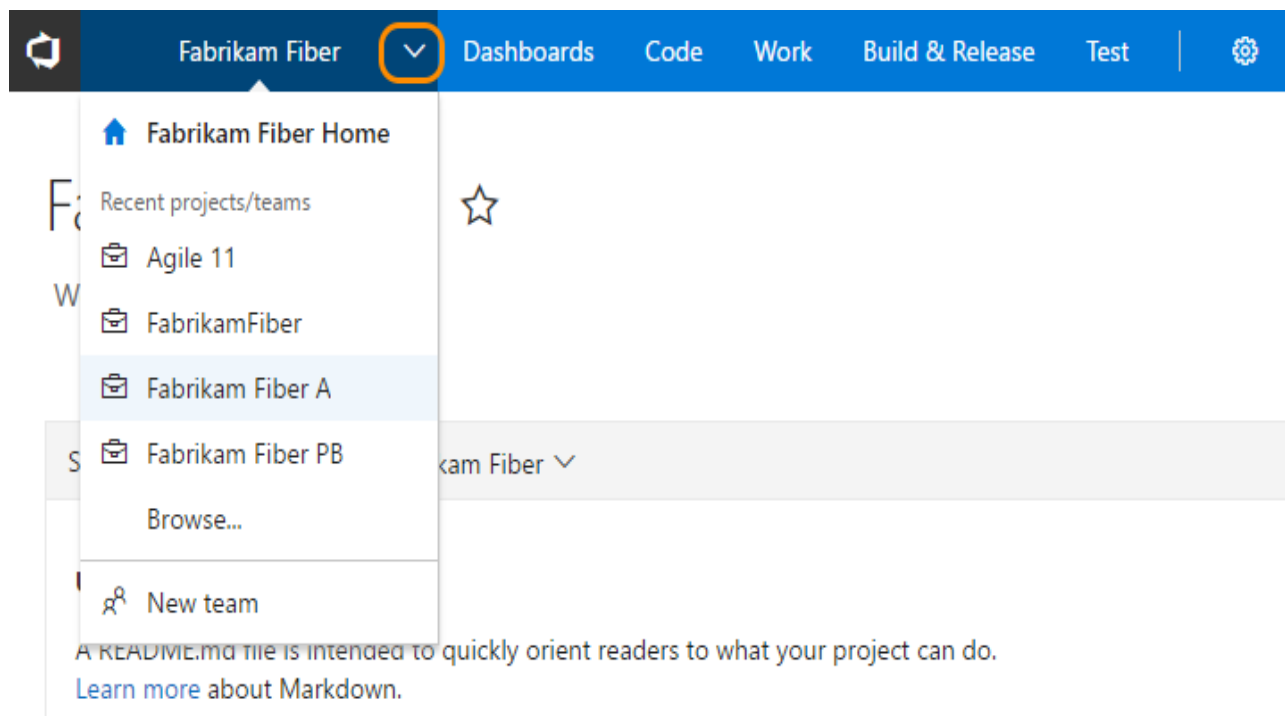 Fabrikam Fiber Dashboards Code Work Build & Release Test
Fabrikam Fiber Home
Recent projects/teams
Agile 11
FabrikamFiber
Fabrikam Fiber A
Fabrikam Fiber PB
Fiber
Browse...
New team
A README.md file is intended to quickly orient readers to what your project can do.
Learn more about Markdown.